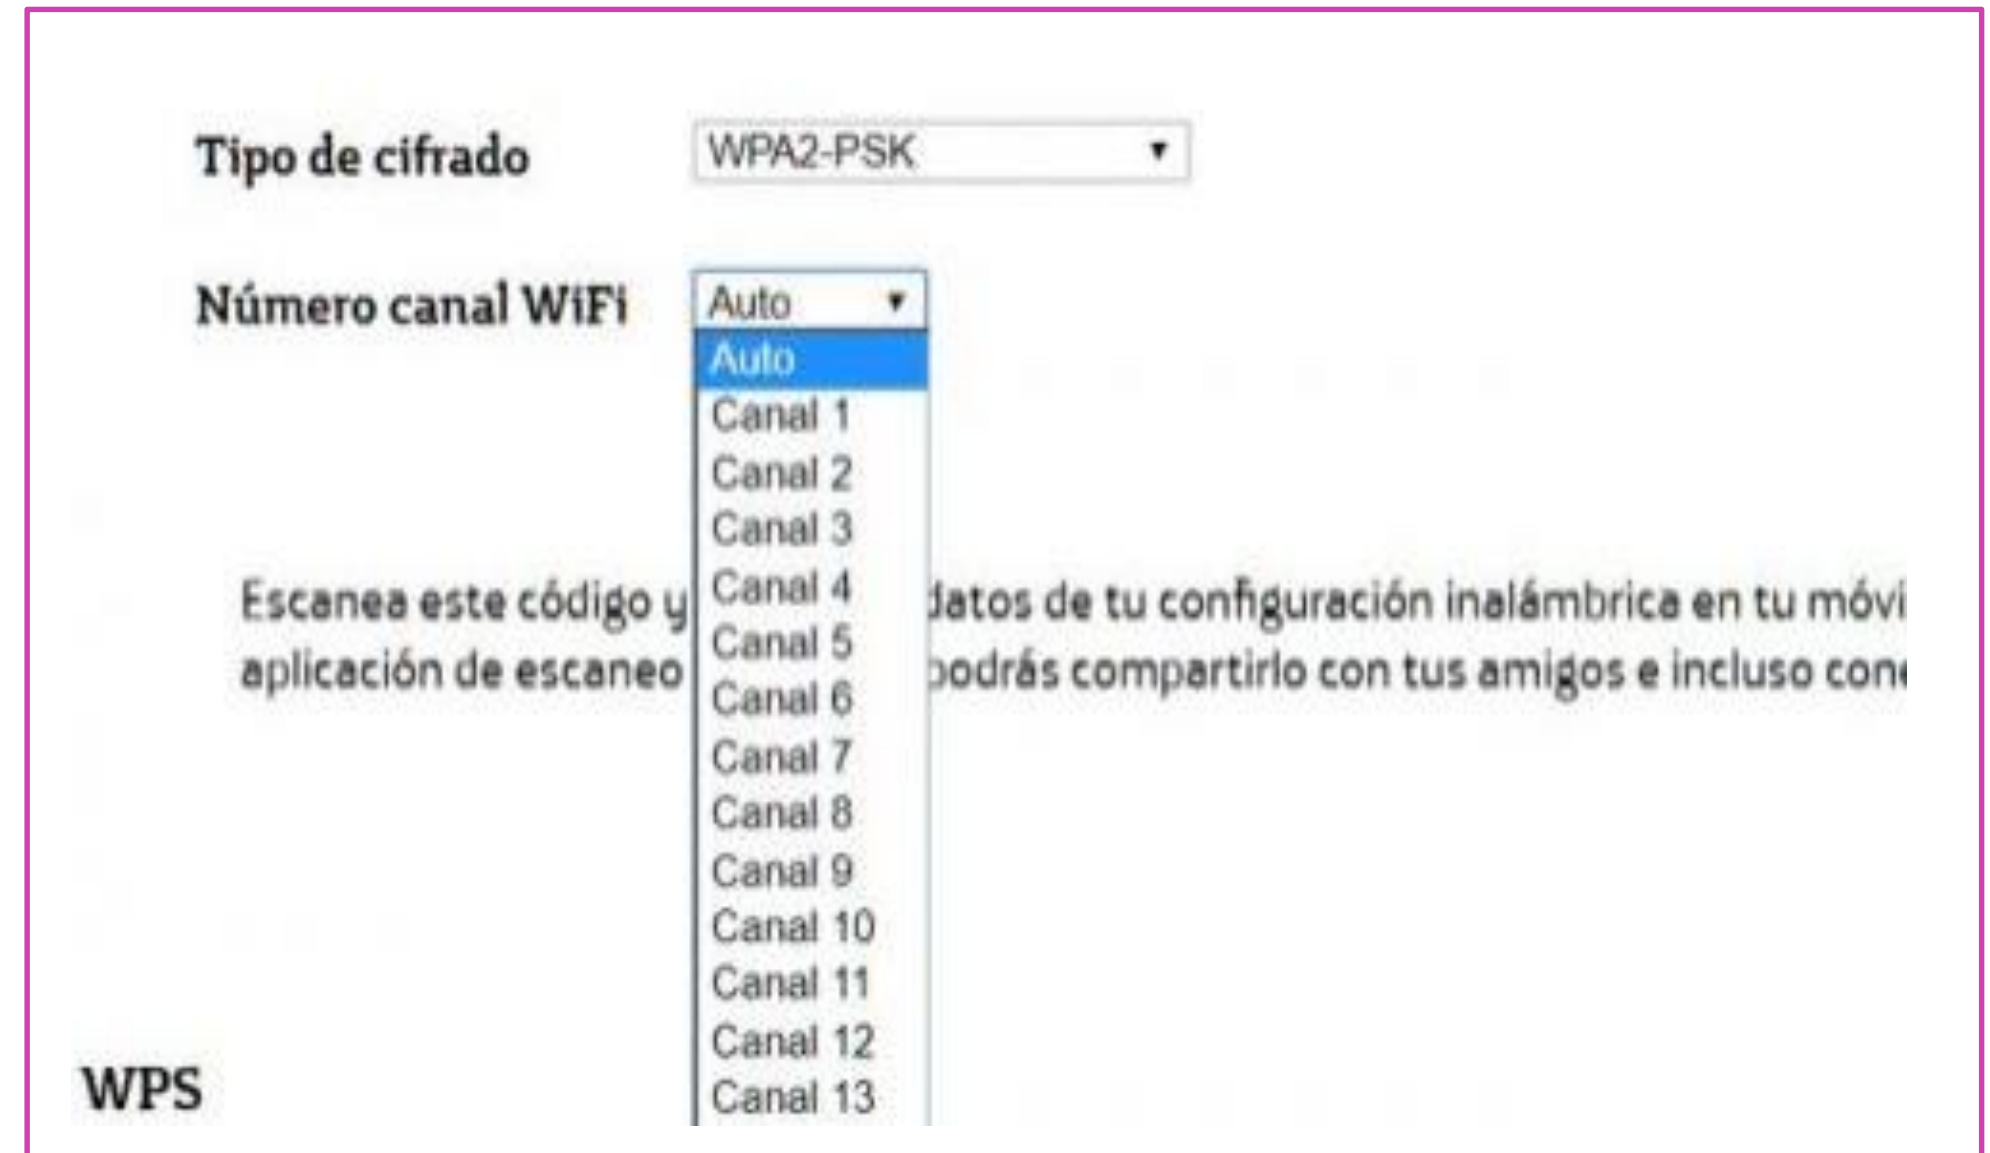 Tipo de cifrado WPA2-PSK
Número canal WiFi Auto
Auto
Canal 1
Canal 2
Canal 3
Canal 4
Canal 5
Canal 6
Canal 7
Canal 8
Canal 9
Canal 10
Canal 11
Canal 12
Canal 13
Escanea este código y datos de tu configuración inalámbrica en tu móvi
aplicación de escaneo podrás compartirlo con tus amigos e incluso con
WPS